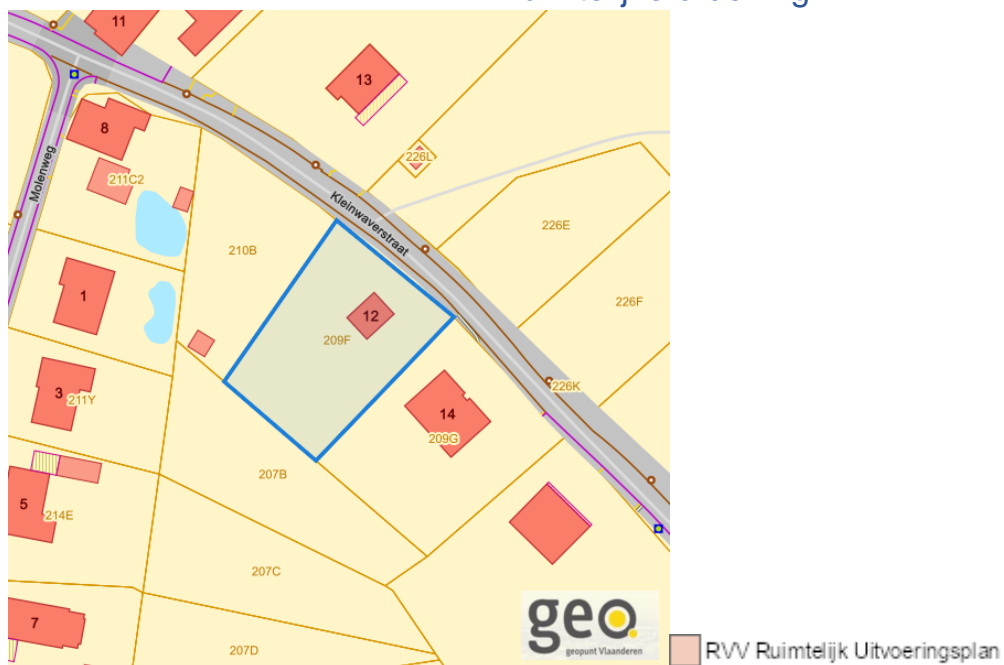 11
13
8
226L
Molenweg
211C2
Kleinwaverstraat
226E
210B
1
226F
12
209F
3
211Y
226K
14
209G
207B
5
214E
207C
7
207D
geo
geopunt Vlaanderen
RVV Ruimtelijk Uitvoeringsplan